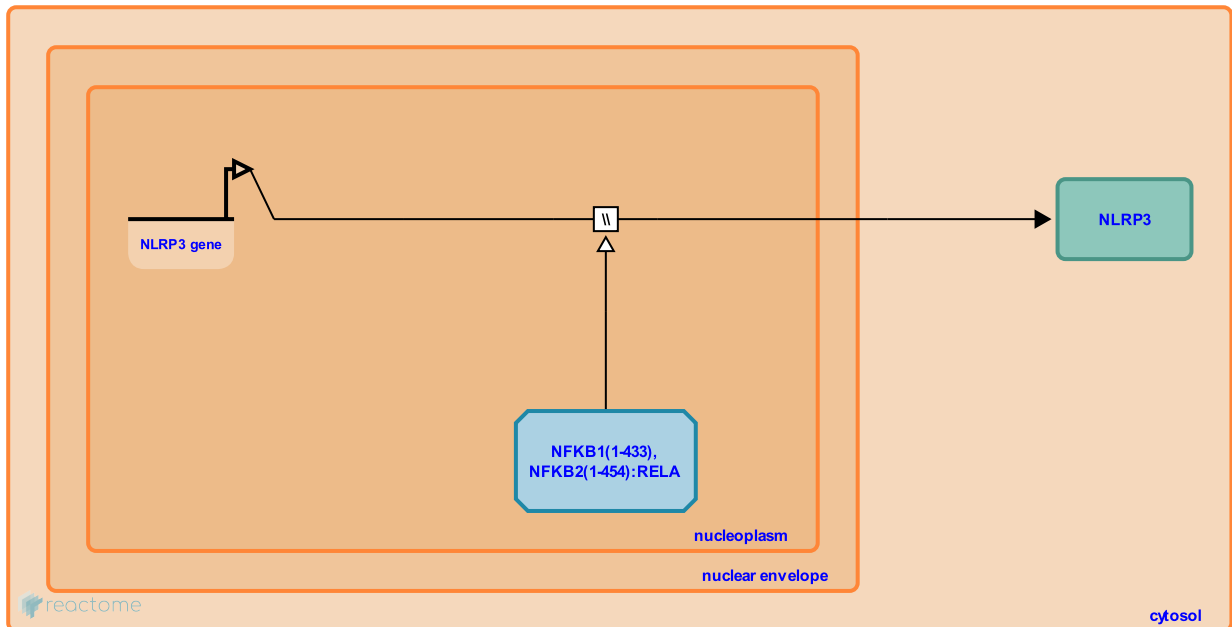 NLRP3 gene
\\
NLRP3
NFKB1(1-433),
NFKB2(1-454):RELA
nucleoplasm
nuclear envelope
reactome
cytosol